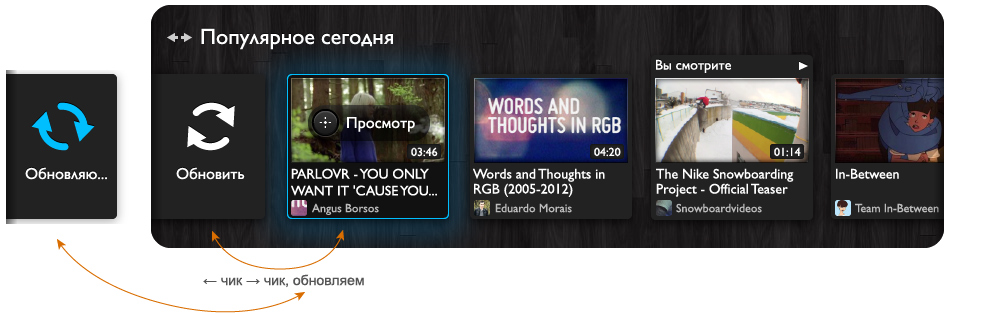 Популярное сегодня
Обновляю...
Обновить
Просмотр
03:46
PARLOVR - YOU ONLY
WANT IT 'CAUSE YOU...
Angus Borsos
WORDS AND
THOUGHTS IN RGB
04:20
Words and Thoughts in
RGB (2005-2012)
Eduardo Morais
Вы смотрите
01:14
The Nike Snowboarding
Project - Official Teaser
Snowboardvideos
In-Between
Team In-Between
← чик → чик, обновляем